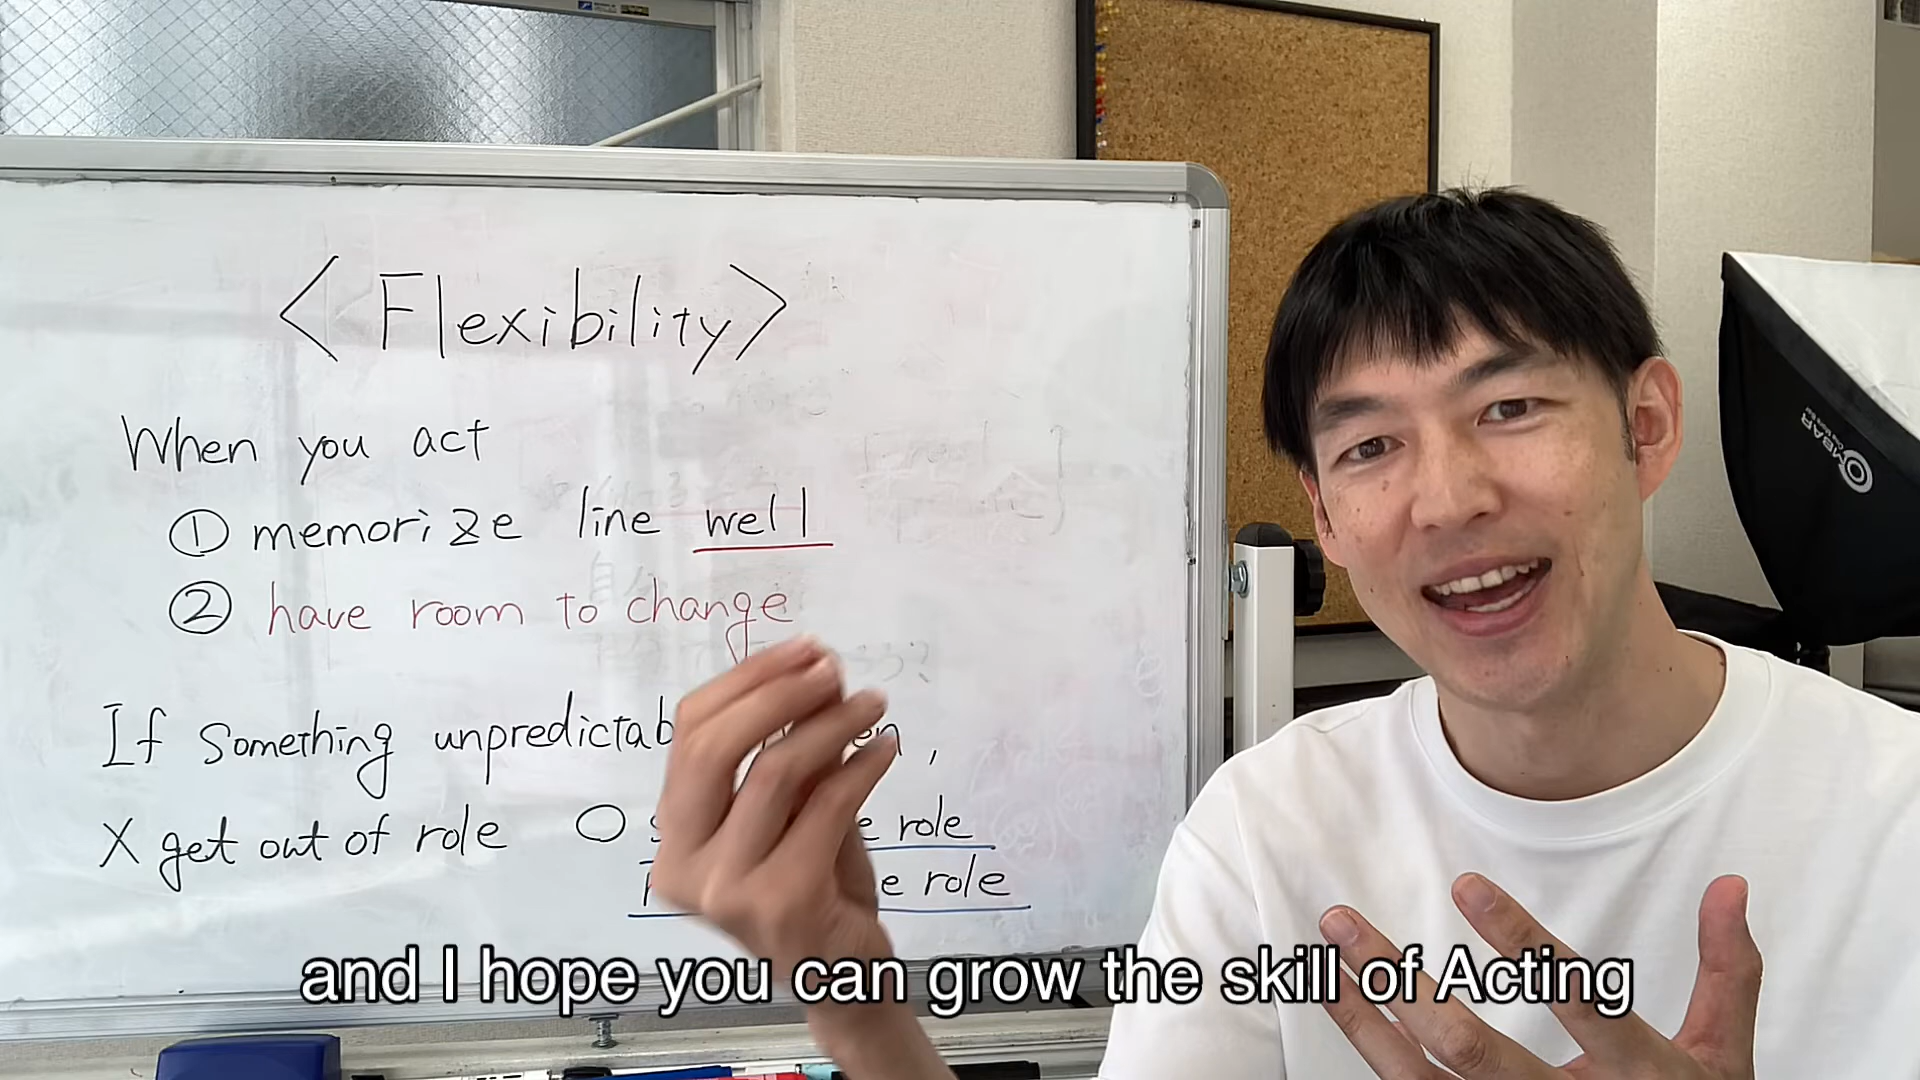 <Flexibility>
When you act
① memorize line well
② have room to change
If Something
X get out of role ○ role
role
and I hope you can grow the skill of Acting
OMBAR